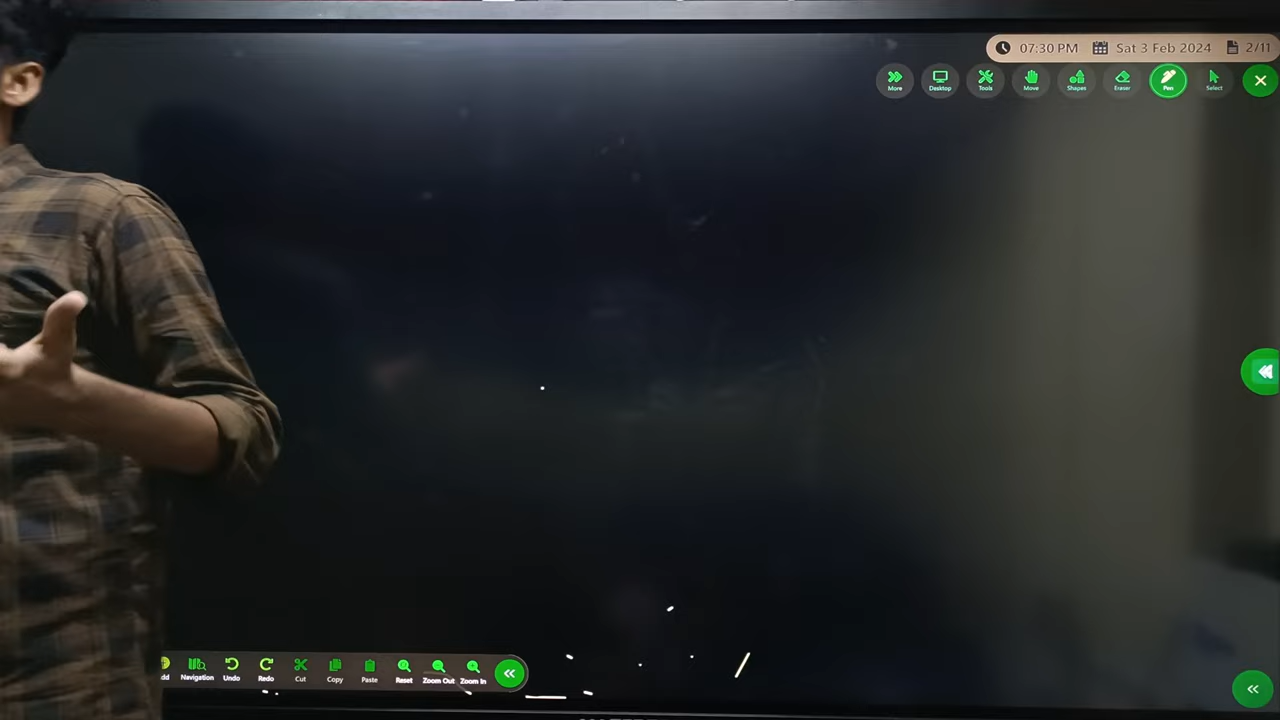 07:30 PM Sat 3 Feb 2024 2/11
More Desktop Tools Move Shapes Eraser Pen Select
Navigation Undo Redo Cut Copy Paste Reset Zoom Out Zoom In